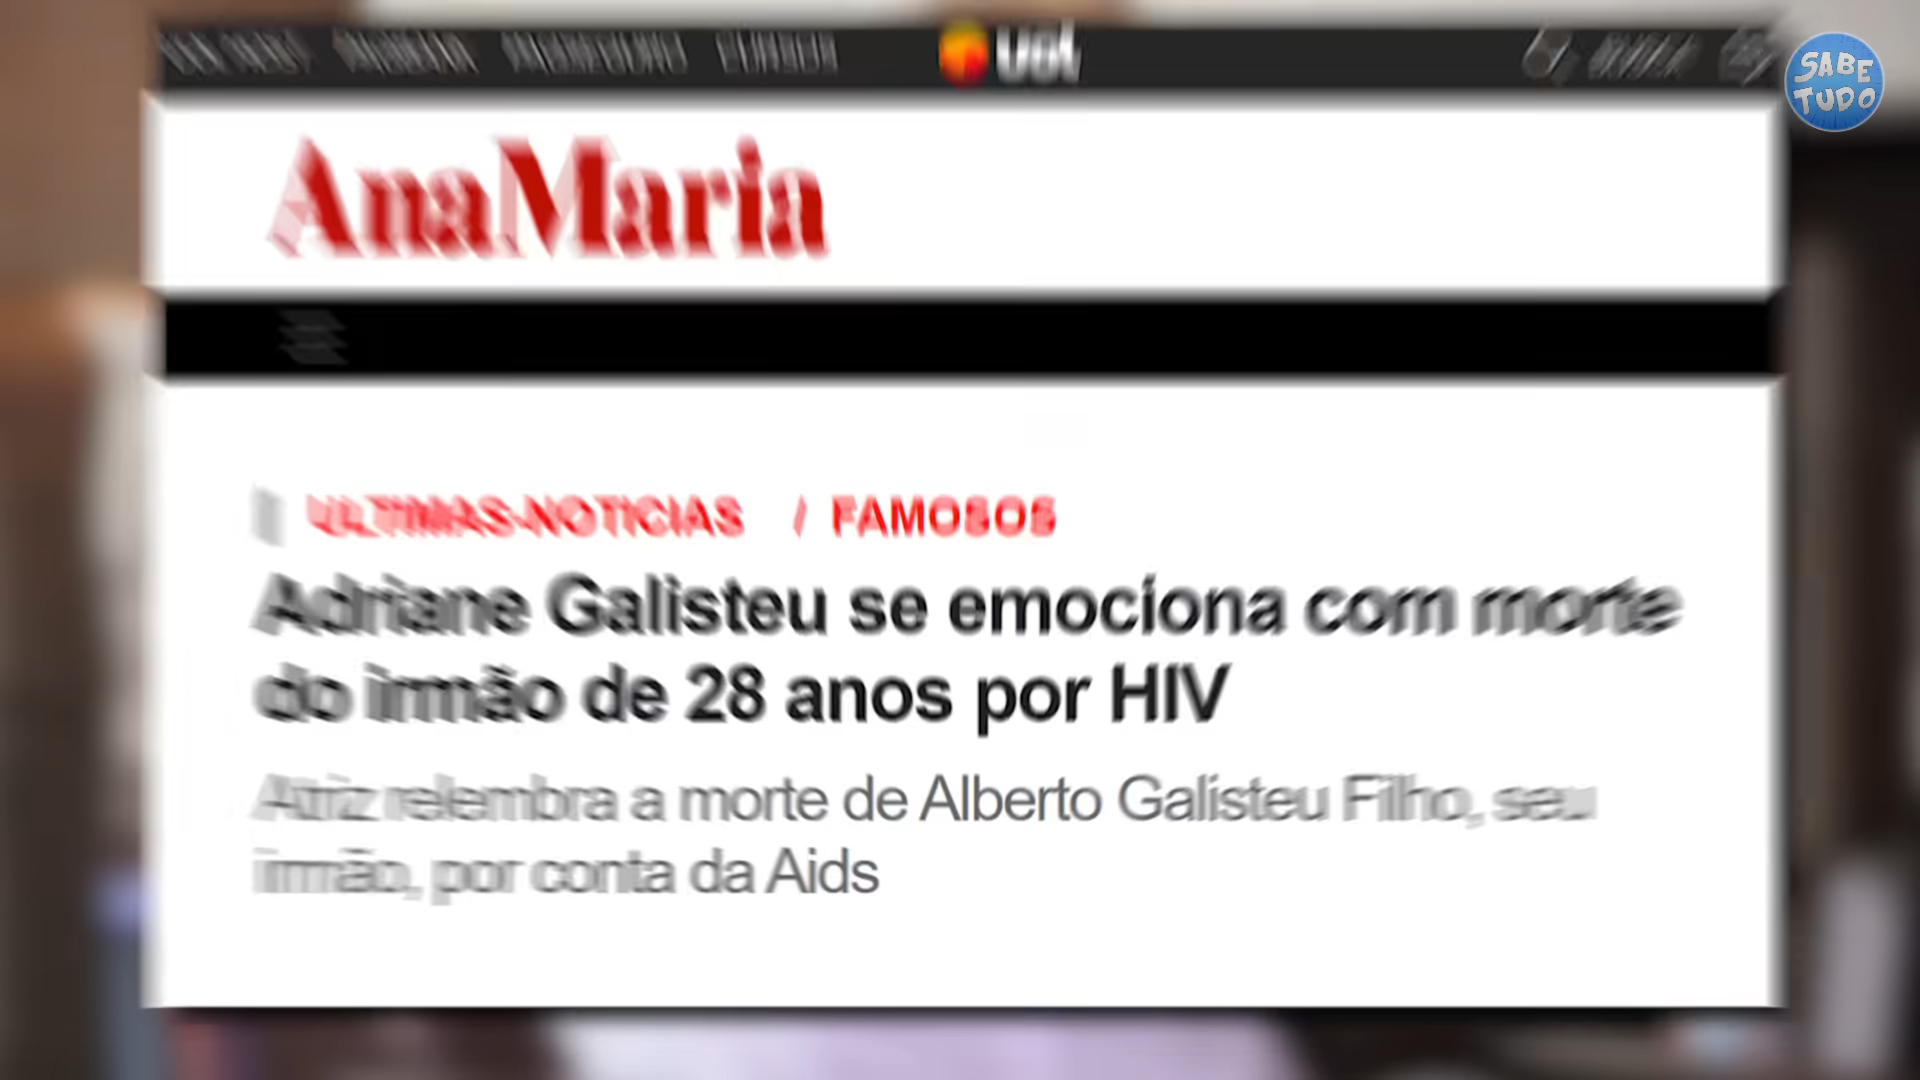 uol
SABE
TUDO
AnaMaria
ULTIMAS-NOTICIAS / FAMOSOS
Adriane Galisteu se emociona com morte
do irmão de 28 anos por HIV
Atriz relembra a morte de Alberto Galisteu Filho, seu
irmão, por conta da Aids